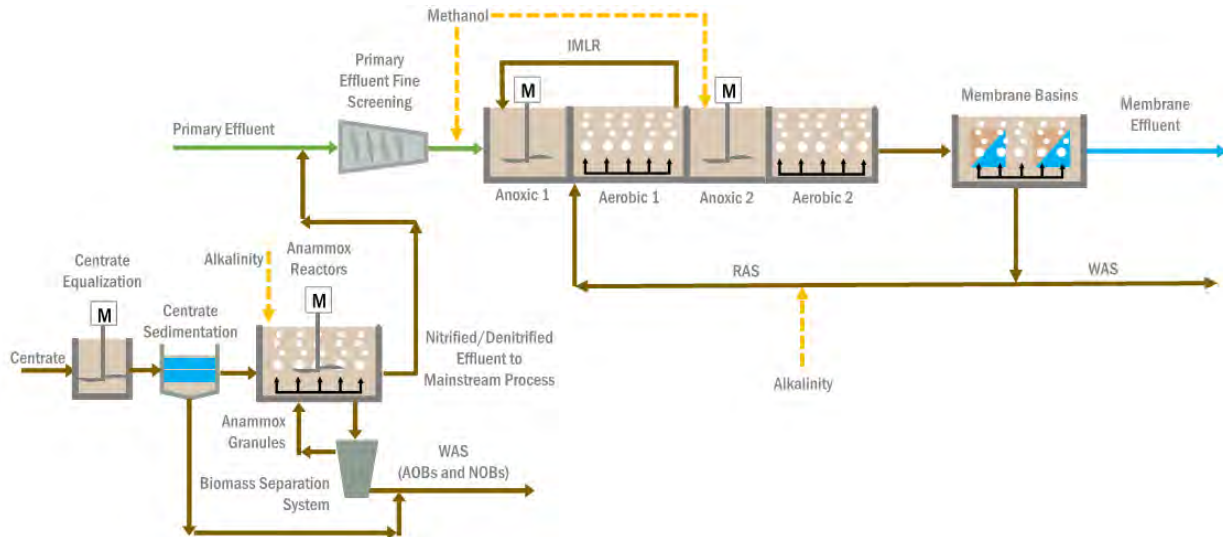 Methanol
IMLR
Primary
Effluent Fine
Screening
M
M
Membrane Basins
Membrane
Effluent
Primary Effluent
Anoxic 1
Aerobic 1
Anoxic 2
Aerobic 2
Centrate
Equalization
Alkalinity
Anammox
Reactors
RAS
WAS
M
M
Centrate
Sedimentation
Nitrified/Denitrified
Effluent to
Mainstream Process
Centrate
Alkalinity
Anammox
Granules
WAS
(AOBs and NOBs)
Biomass Separation
System